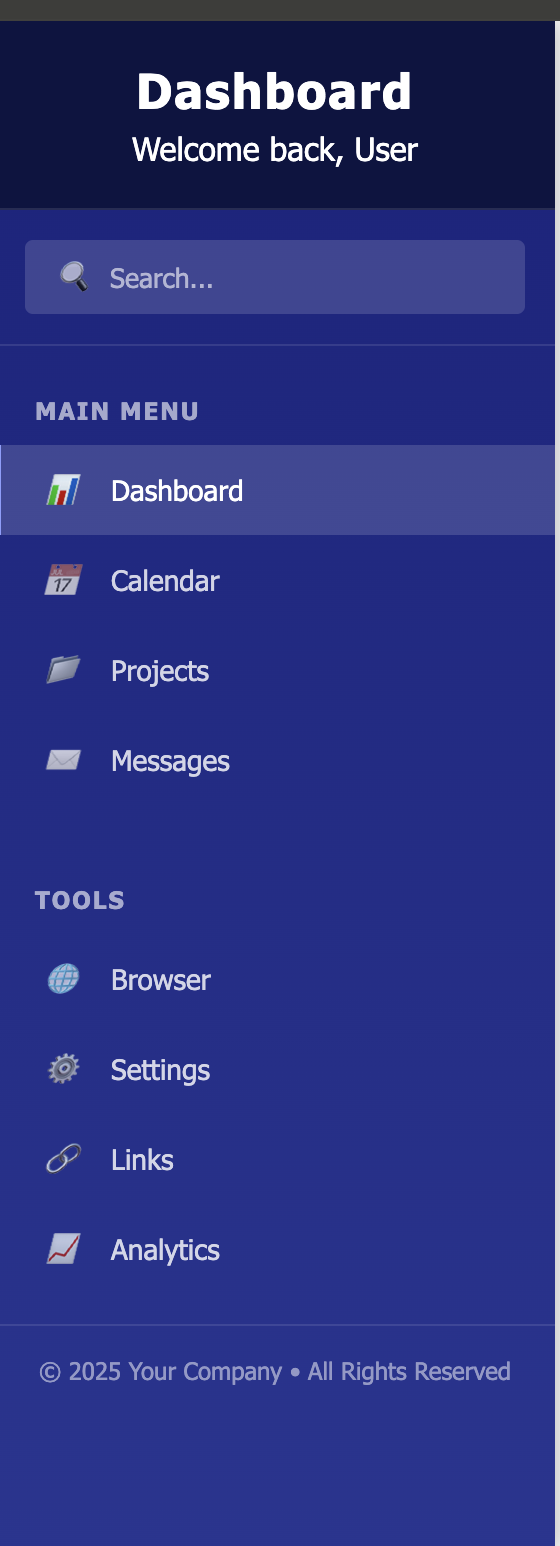 Dashboard
Welcome back, User
Search...
MAIN MENU
Dashboard
17
Calendar
Projects
Messages
TOOLS
Browser
Settings
Links
Analytics
© 2025 Your Company • All Rights Reserved